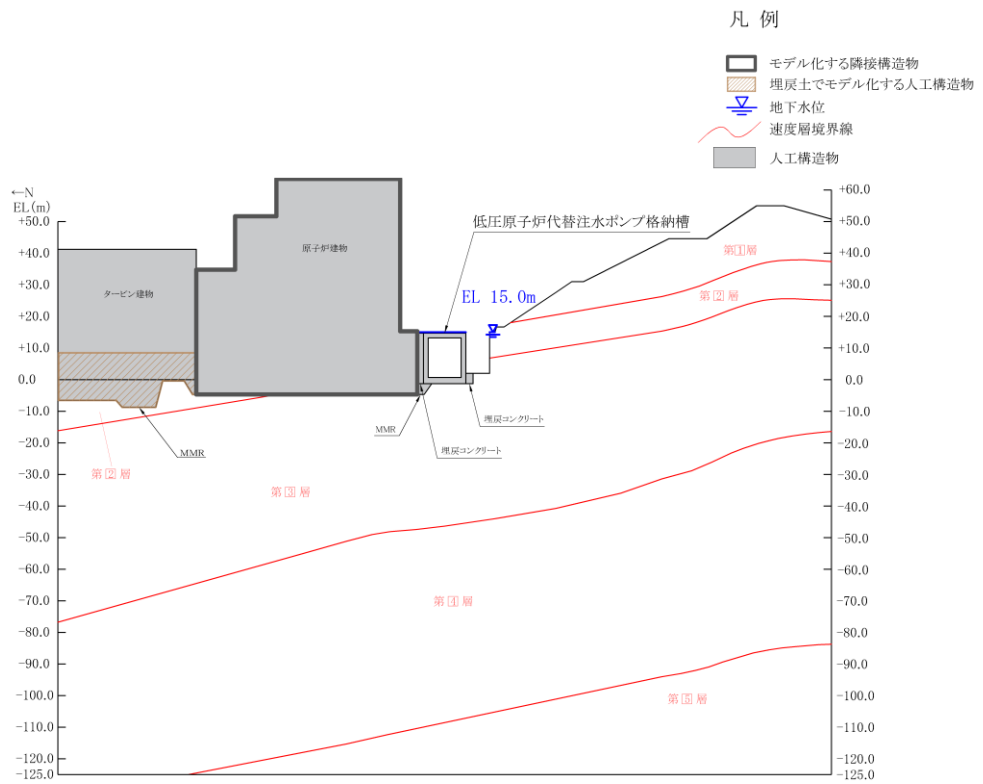 凡 例
モデル化する隣接構造物
埋戻土でモデル化する人工構造物
地下水位
速度層境界線
人工構造物
←N
EL(m)
+50.0
+40.0
+30.0
+20.0
+10.0
0.0
-10.0
-20.0
-30.0
-40.0
-50.0
-60.0
-70.0
-80.0
-90.0
-100.0
-110.0
-120.0
-125.0
タービン建物
原子炉建物
低圧原子炉代替注水ポンプ格納槽
EL 15.0m
第1層
第2層
MMR
埋戻コンクリート
埋戻コンクリート
MMR
第2層
第3層
第4層
第5層
+60.0
+50.0
+40.0
+30.0
+20.0
+10.0
0.0
-10.0
-20.0
-30.0
-40.0
-50.0
-60.0
-70.0
-80.0
-90.0
-100.0
-110.0
-120.0
-125.0